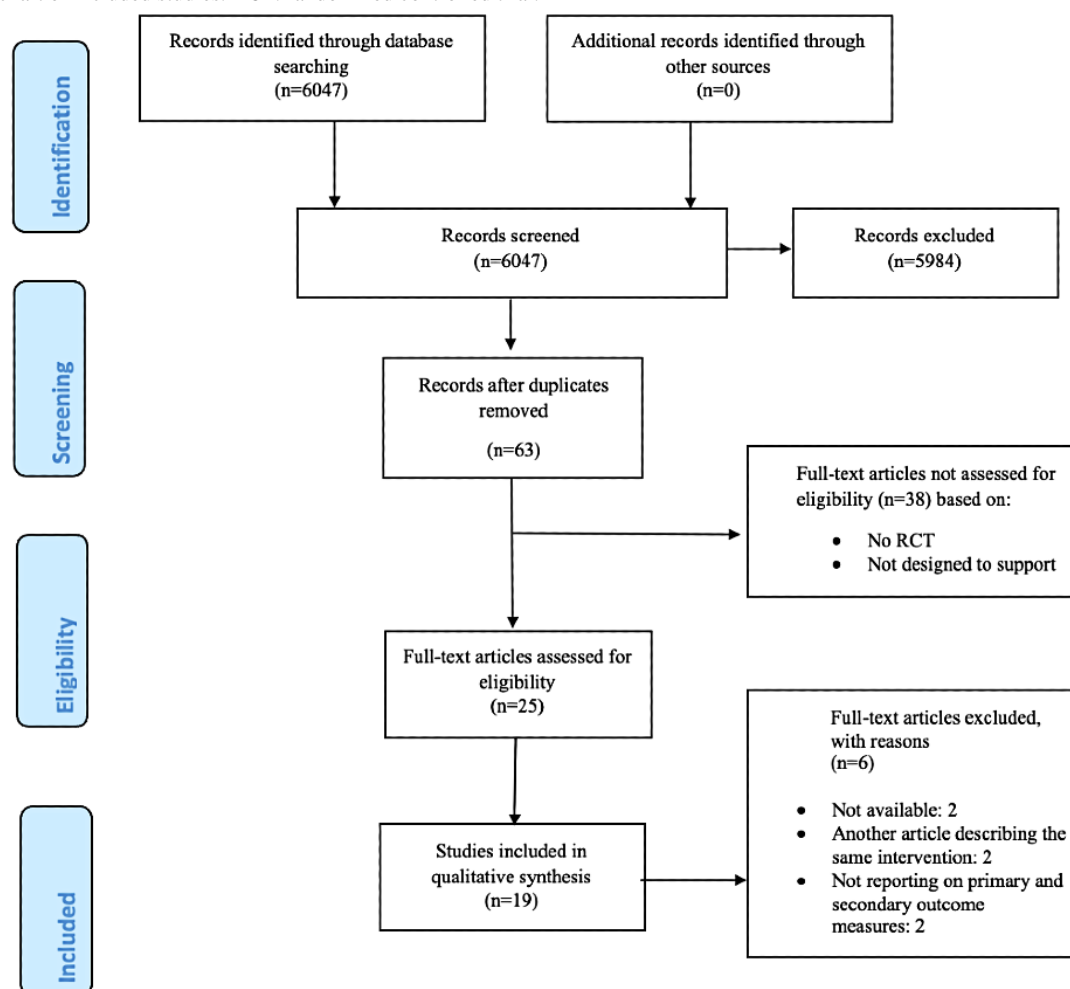 Records identified through database
searching
(n=6047)
Additional records identified through
other sources
(n=0)
Identification
Records screened
(n=6047)
Records excluded
(n=5984)
Screening
Records after duplicates
removed
(n=63)
Full-text articles not assessed for
eligibility (n=38) based on:
• No RCT
• Not designed to support
Eligibility
Full-text articles assessed for
eligibility
(n=25)
Full-text articles excluded,
with reasons
(n=6)
• Not available: 2
• Another article describing the
same intervention: 2
• Not reporting on primary and
secondary outcome
measures: 2
Included
Studies included in
qualitative synthesis
(n=19)